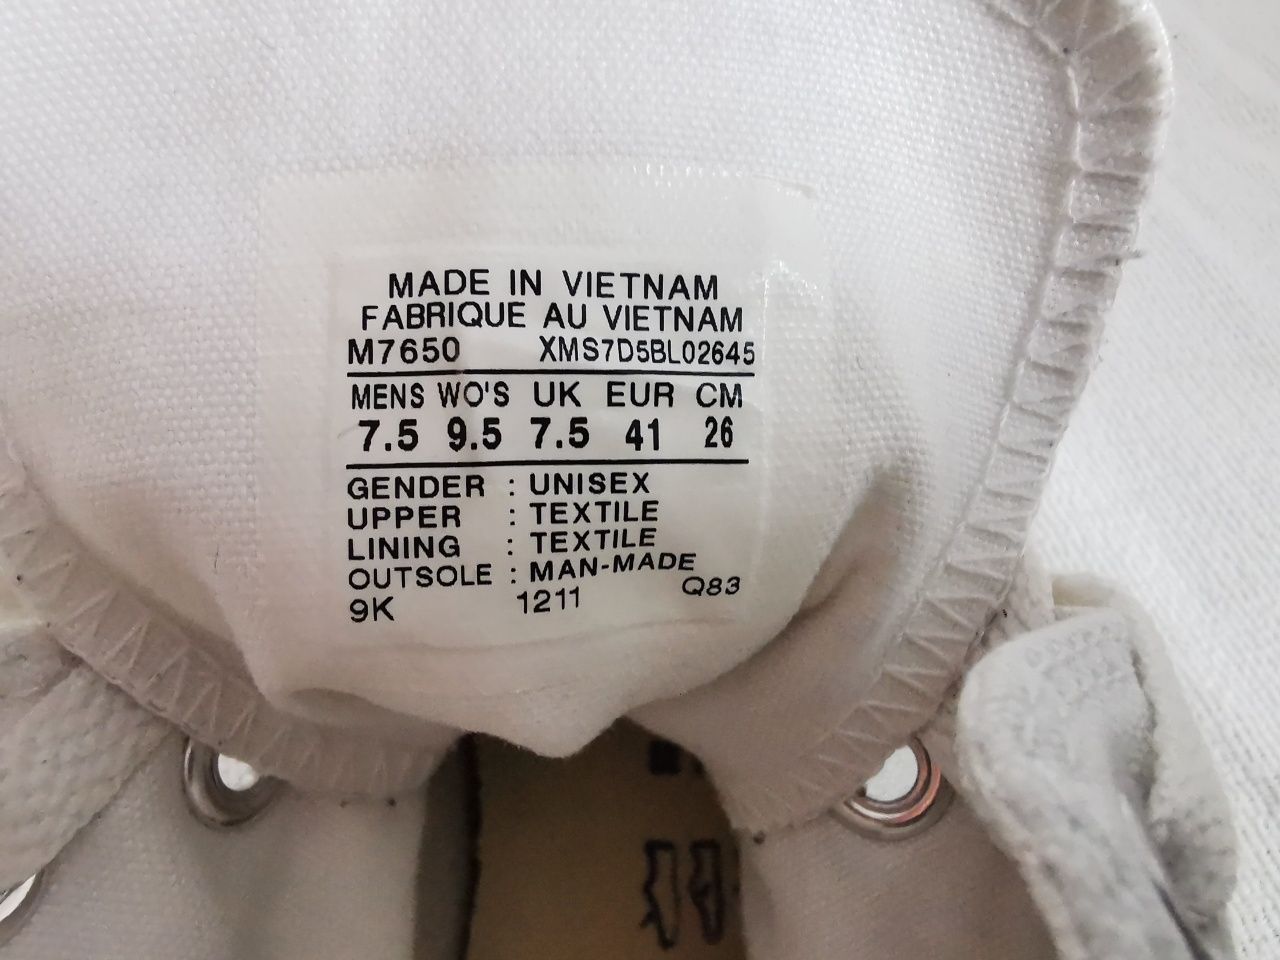 MADE IN VIETNAM
FABRIQUE AU VIETNAM
M7650 XMS7D5BL02645
MENS WO'S UK EUR CM
7.5 9.5 7.5 41 26
GENDER : UNISEX
UPPER : TEXTILE
LINING : TEXTILE
OUTSOLE : MAN-MADE
9K 1211 Q83